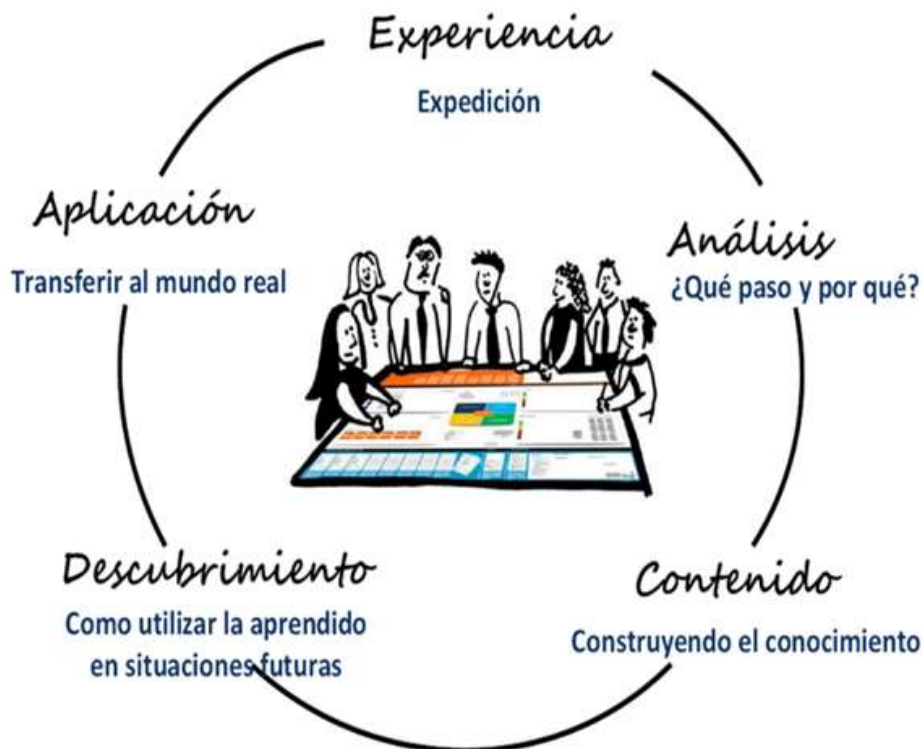 Experiencia
Expedición
Aplicación
Transferir al mundo real
Análisis
¿Qué paso y por qué?
Descubrimiento
Como utilizar la aprendido
en situaciones futuras
Contenido
Construyendo el conocimiento